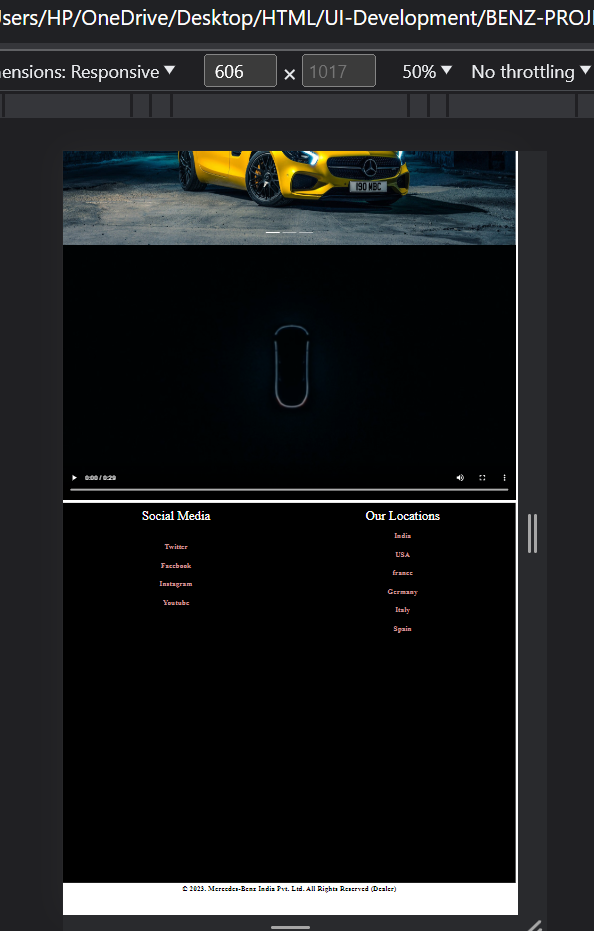 Users/HP/OneDrive/Desktop/HTML/UI-Development/BENZ-PROJ
ensions: Responsive ▼ 606 × 1017 50% ▼ No throttling ▼
190 MBC
0:00 / 0:29
Social Media Our Locations
India
Twitter
USA
Facebook
france
Instagram
Germany
Youtube
Italy
Spain
© 2023. Mercedes-Benz India Pvt. Ltd. All Rights Reserved (Dealer)